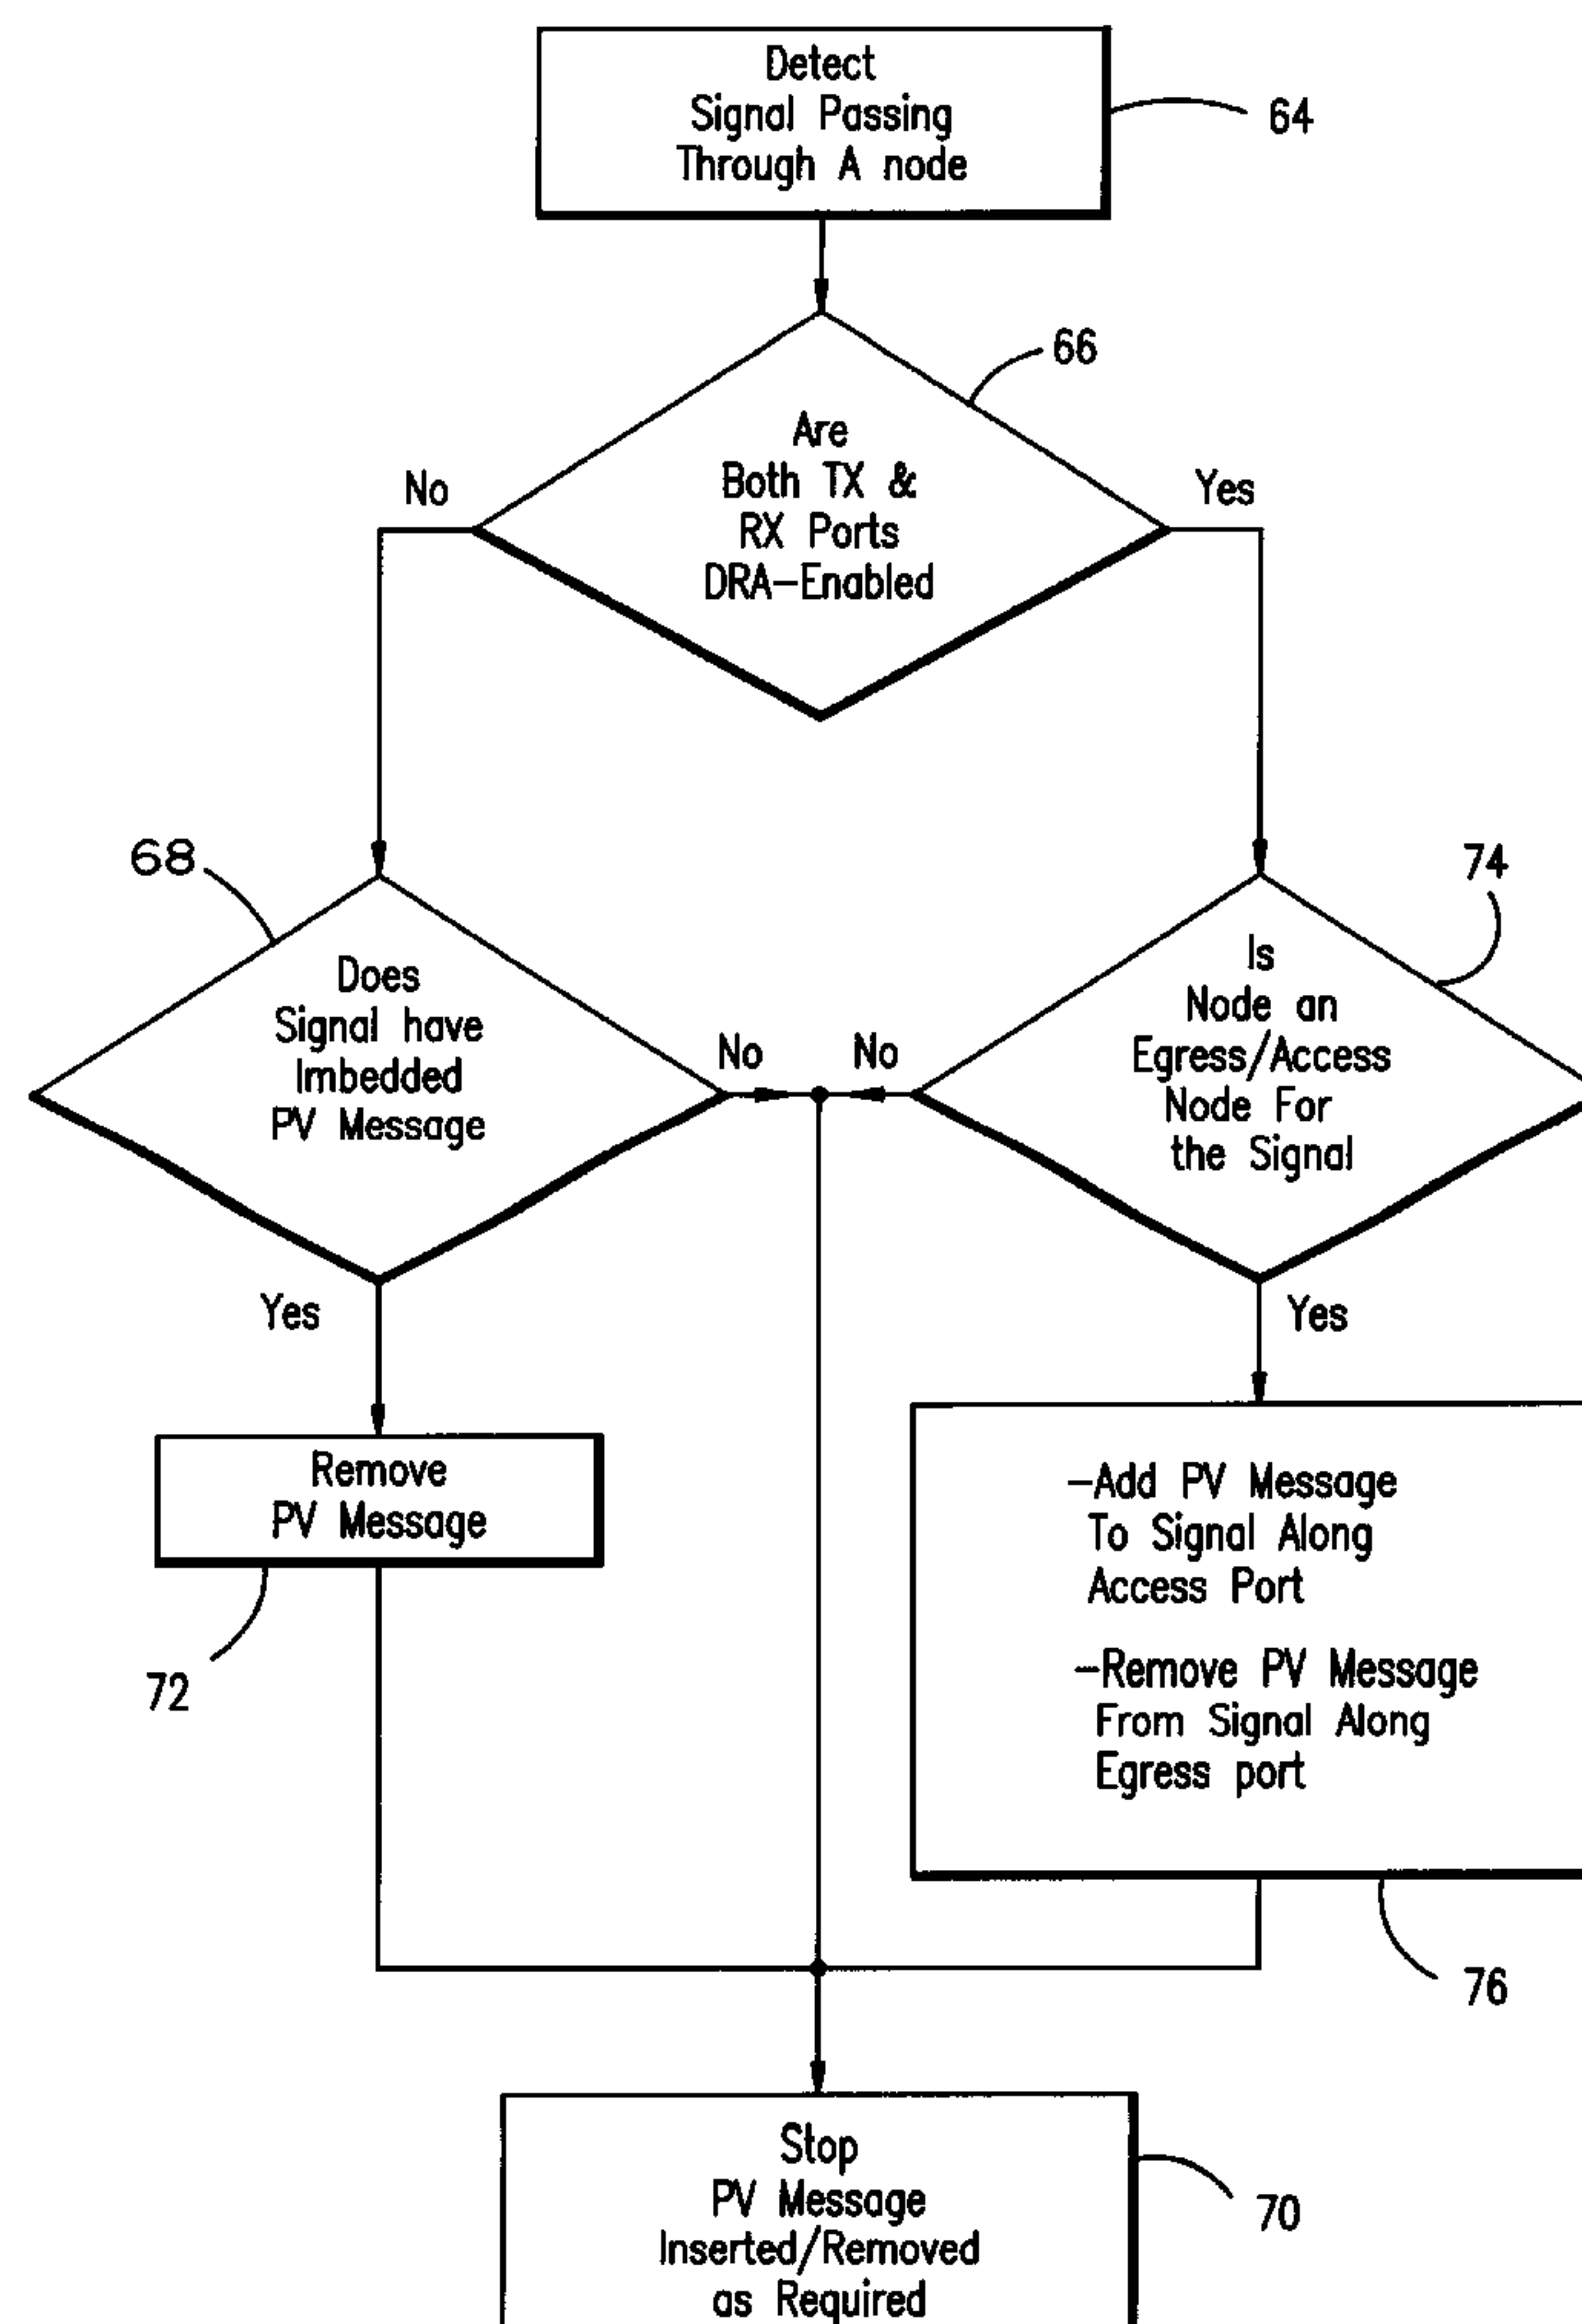 Detect
Signal Passing
Through A node
64
66
Are
Both TX &
RX Ports
DRA-Enabled
No
Yes
68
Does
Signal have
Imbedded
PV Message
74
Is
Node an
Egress/Access
Node For
the Signal
No
No
Yes
Yes
Remove
PV Message
72
-Add PV Message
To Signal Along
Access Port
-Remove PV Message
From Signal Along
Egress port
76
Stop
PV Message
Inserted/Removed
as Required
70